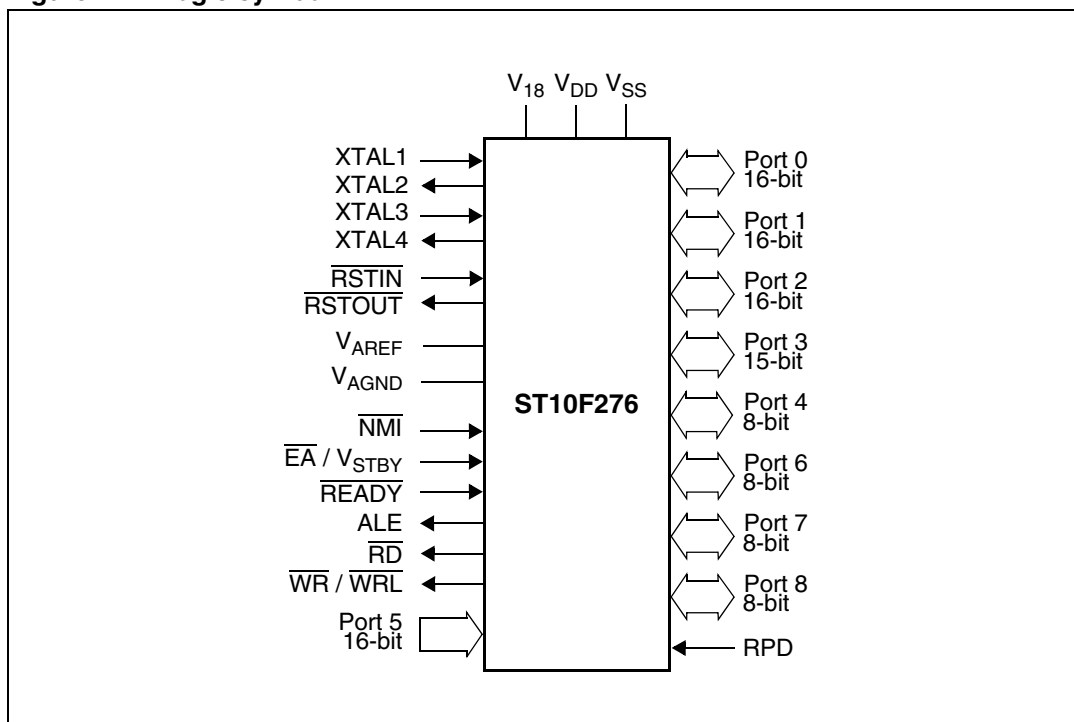 V18 VDD VSS
XTAL1
XTAL2
XTAL3
XTAL4
RSTIN
RSTOUT
VAREF
VAGND
NMI
EA / VSTBY
READY
ALE
RD
WR / WRL
Port 5
16-bit
ST10F276
Port 0
16-bit
Port 1
16-bit
Port 2
16-bit
Port 3
15-bit
Port 4
8-bit
Port 6
8-bit
Port 7
8-bit
Port 8
8-bit
RPD